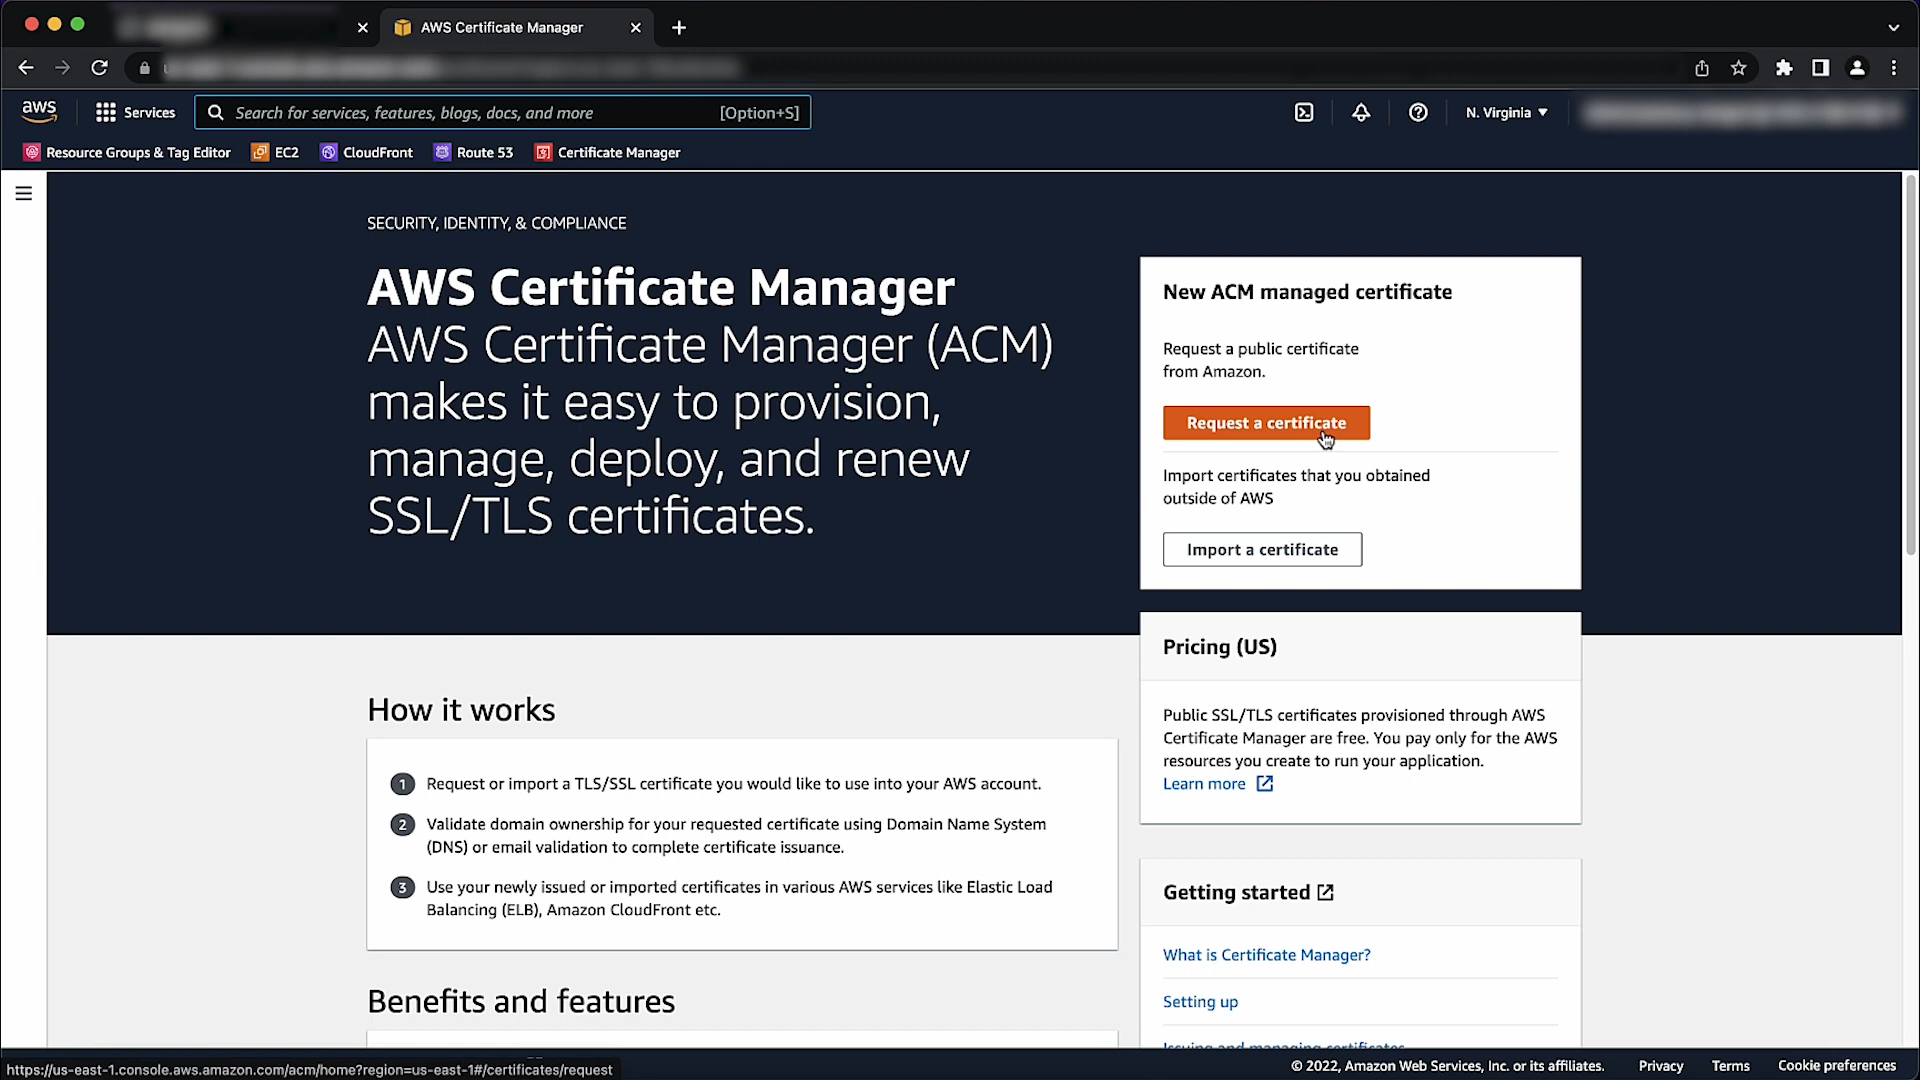 AWS Certificate Manager
aws
Services
Search for services, features, blogs, docs, and more
[Option+S]
N. Virginia
Resource Groups & Tag Editor
EC2
CloudFront
Route 53
Certificate Manager
SECURITY, IDENTITY, & COMPLIANCE
AWS Certificate Manager
AWS Certificate Manager (ACM)
makes it easy to provision,
manage, deploy, and renew
SSL/TLS certificates.
New ACM managed certificate
Request a public certificate
from Amazon.
Request a certificate
Import certificates that you obtained
outside of AWS
Import a certificate
Pricing (US)
Public SSL/TLS certificates provisioned through AWS
Certificate Manager are free. You pay only for the AWS
resources you create to run your application.
Learn more
How it works
1 Request or import a TLS/SSL certificate you would like to use into your AWS account.
2 Validate domain ownership for your requested certificate using Domain Name System
(DNS) or email validation to complete certificate issuance.
3 Use your newly issued or imported certificates in various AWS services like Elastic Load
Balancing (ELB), Amazon CloudFront etc.
Getting started
What is Certificate Manager?
Setting up
Issuing and managing certificates
Benefits and features
https://us-east-1.console.aws.amazon.com/acm/home?region=us-east-1#/certificates/request
© 2022, Amazon Web Services, Inc. or its affiliates.
Privacy
Terms
Cookie preferences